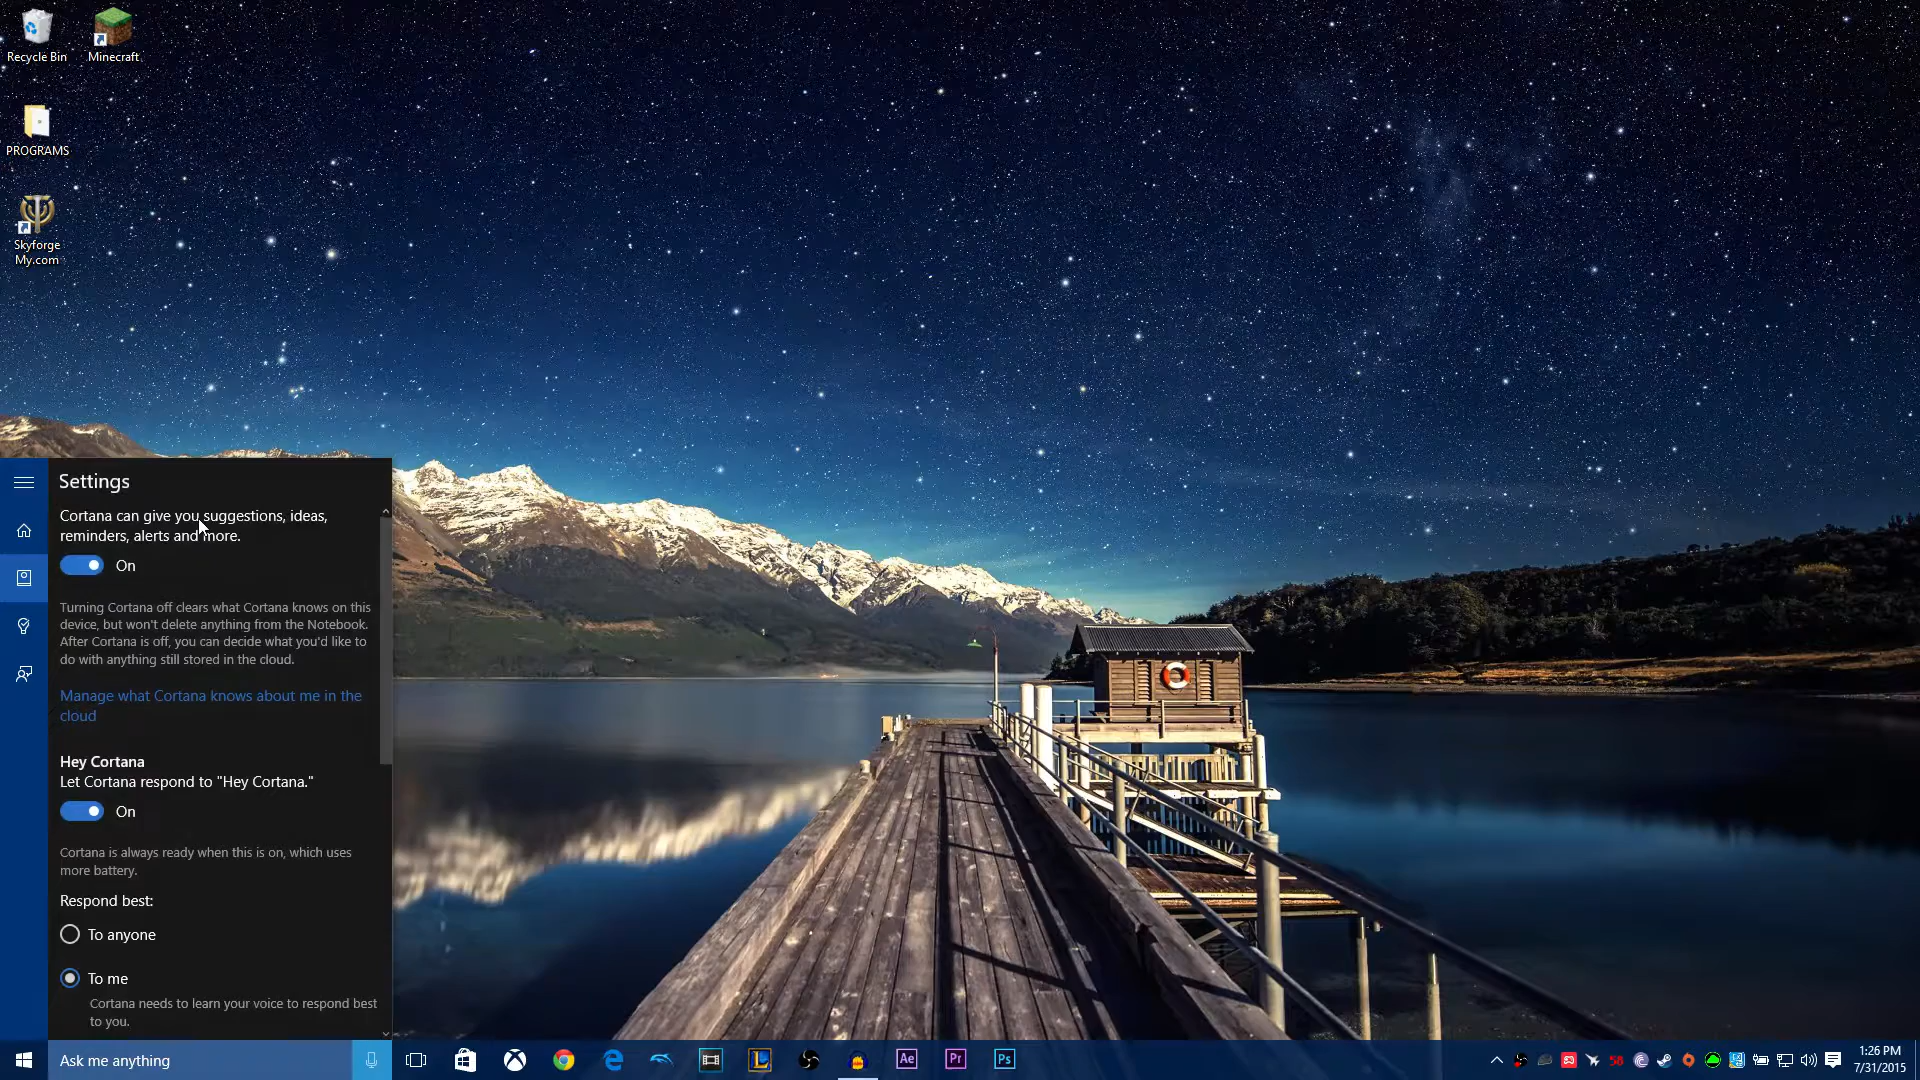 Recycle Bin
Minecraft
PROGRAMS
Skyforge
My.com
Settings
Cortana can give you suggestions, ideas,
reminders, alerts and more.
On
Turning Cortana off clears what Cortana knows on this
device, but won't delete anything from the Notebook.
After Cortana is off, you can decide what you'd like to
do with anything still stored in the cloud.
Manage what Cortana knows about me in the
cloud
Hey Cortana
Let Cortana respond to "Hey Cortana."
On
Cortana is always ready when this is on, which uses
more battery.
Respond best:
To anyone
To me
Cortana needs to learn your voice to respond best
to you.
Ask me anything
L
Ae
Pr
Ps
58
1:26 PM
7/31/2015